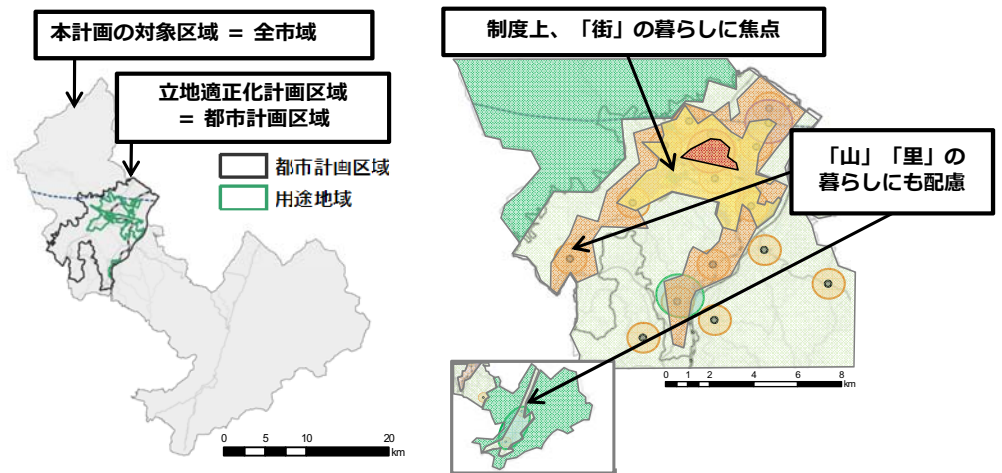 本計画の対象区域 = 全市域
立地適正化計画区域
= 都市計画区域
都市計画区域
用途地域
0 5 10 20
km
制度上、「街」の暮らしに焦点
「山」「里」の
暮らしにも配慮
0 1 2 4 6 8
km